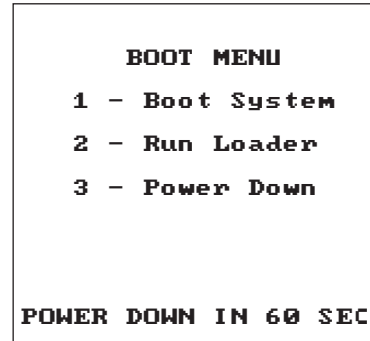 BOOT MENU
1 - Boot System
2 - Run Loader
3 - Power Down
POWER DOWN IN 60 SEC